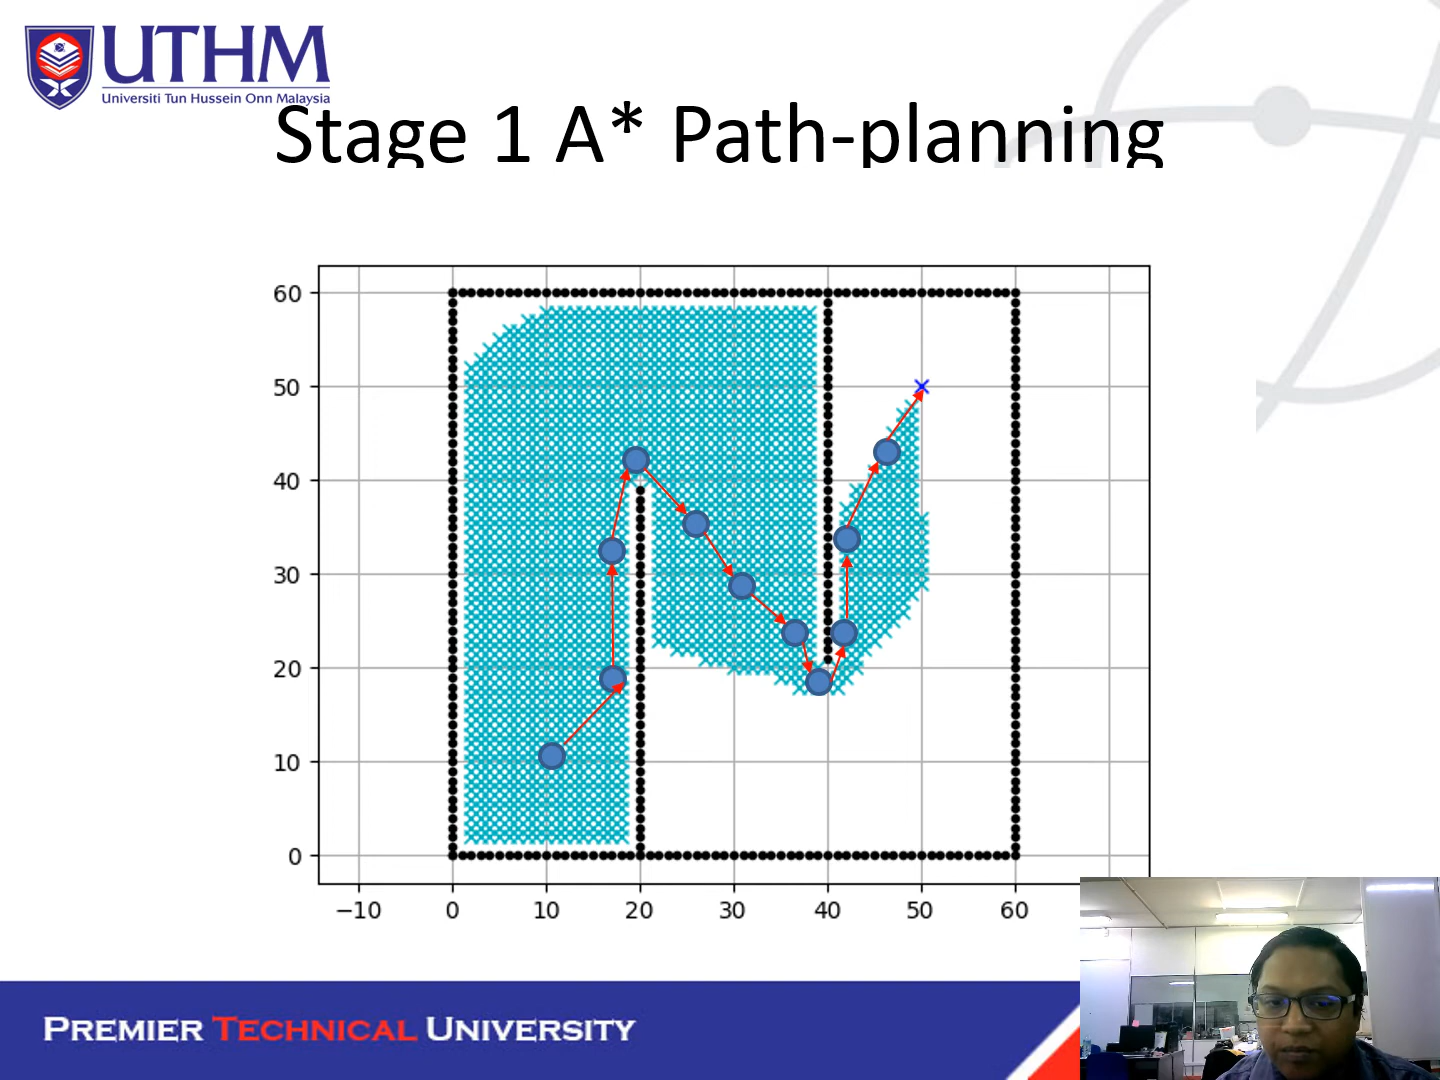 UTHM
Universiti Tun Hussein Onn Malaysia
Stage 1 A* Path-planning
60
50
40
30
20
10
0
−10 0 10 20 30 40 50 60
PREMIER TECHNICAL UNIVERSITY